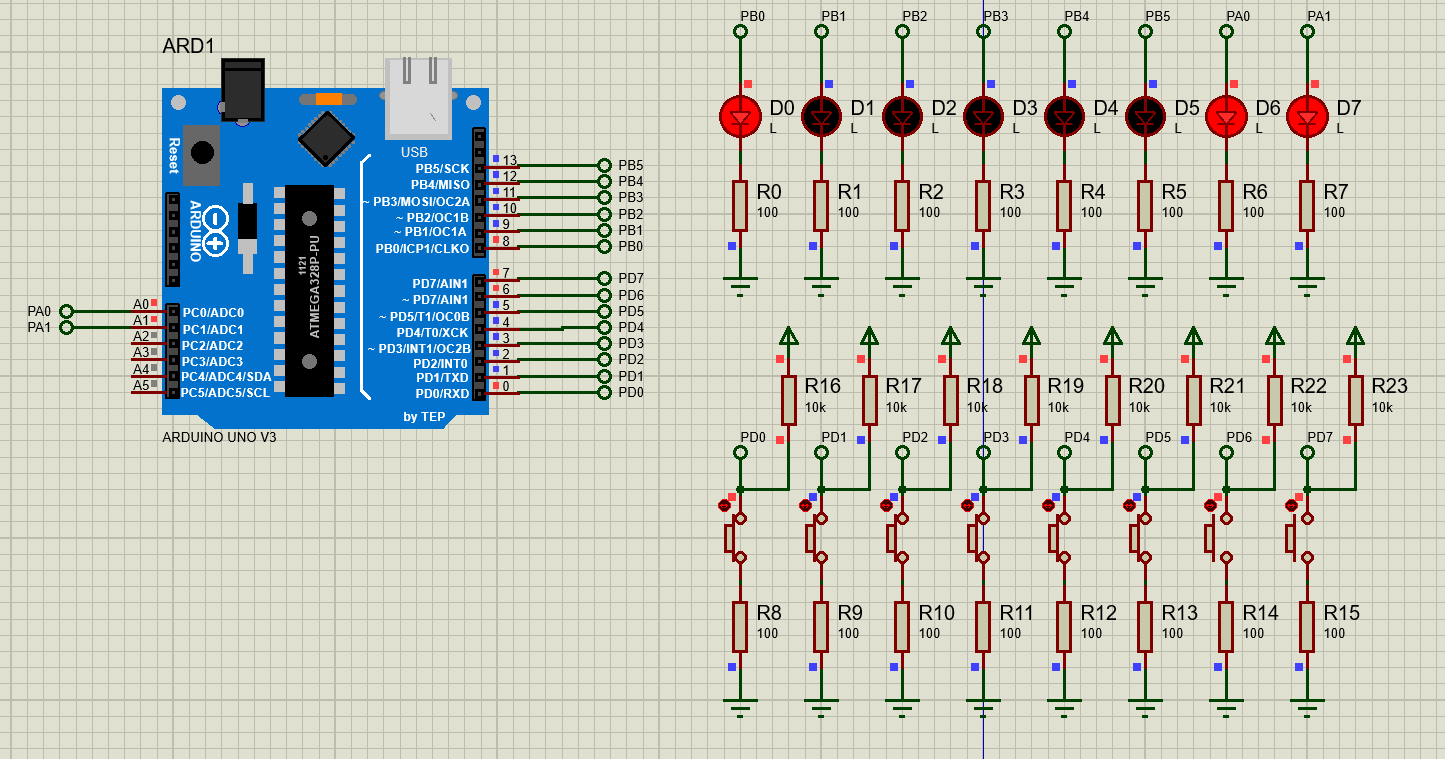 ARD1
Reset
ARDUINO
1121
ATMEGA328P-PU
USB
PB5/SCK 13 PB5
PB4/MISO 12 PB4
~ PB3/MOSI/OC2A 11 PB3
~ PB2/OC1B 10 PB2
~ PB1/OC1A 9 PB1
PB0/ICP1/CLKO 8 PB0
PD7/AIN1 7 PD7
~ PD7/AIN1 6 PD6
~ PD5/T1/OC0B 5 PD5
PD4/T0/XCK 4 PD4
~ PD3/INT1/OC2B 3 PD3
PD2/INT0 2 PD2
PD1/TXD 1 PD1
PD0/RXD 0 PD0
PA0 A0 PC0/ADC0
PA1 A1 PC1/ADC1
A2 PC2/ADC2
A3 PC3/ADC3
A4 PC4/ADC4/SDA
A5 PC5/ADC5/SCL
by TEP
ARDUINO UNO V3
PB0 PB1 PB2 PB3 PB4 PB5 PA0 PA1
D0 D1 D2 D3 D4 D5 D6 D7
L L L L L L L L
R0 R1 R2 R3 R4 R5 R6 R7
100 100 100 100 100 100 100 100
R16 R17 R18 R19 R20 R21 R22 R23
10k 10k 10k 10k 10k 10k 10k 10k
PD0 PD1 PD2 PD3 PD4 PD5 PD6 PD7
R8 R9 R10 R11 R12 R13 R14 R15
100 100 100 100 100 100 100 100